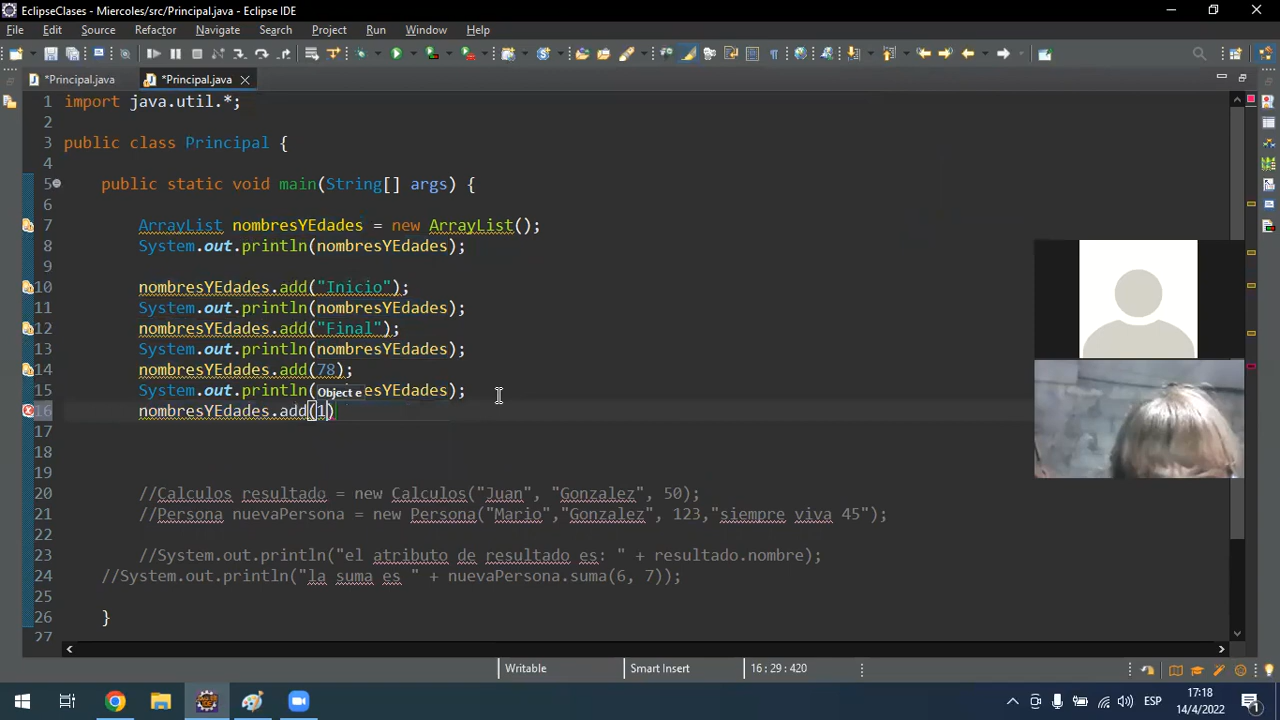 EclipseClases - Miercoles/src/Principal.java - Eclipse IDE
File Edit Source Refactor Navigate Search Project Run Window Help
*Principal.java *Principal.java
1 import java.util.*;
2
3 public class Principal {
4
5 public static void main(String[] args) {
6
7 ArrayList nombresYEdades = new ArrayList();
8 System.out.println(nombresYEdades);
9
10 nombresYEdades.add("Inicio");
11 System.out.println(nombresYEdades);
12 nombresYEdades.add("Final");
13 System.out.println(nombresYEdades);
14 nombresYEdades.add(78);
15 System.out.println( esYEdades);
Object e
16 nombresYEdades.add(1)
17
18
19
20 //Calculos resultado = new Calculos("Juan", "Gonzalez", 50);
21 //Persona nuevaPersona = new Persona("Mario","Gonzalez", 123,"siempre viva 45");
22
23 //System.out.println("el atributo de resultado es: " + resultado.nombre);
24 //System.out.println("la suma es " + nuevaPersona.suma(6, 7));
25
26 }
27
Writable Smart Insert 16 : 29 : 420
ESP 17:18
14/4/2022